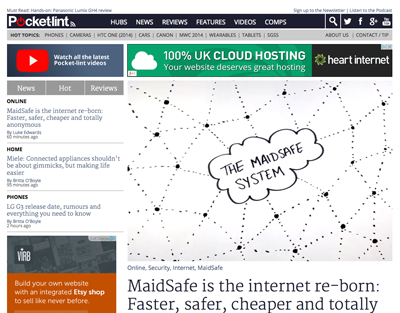 Must Read: Hands-on: Panasonic Lumix GH4 review
Sign up to the Newsletter | Listen to the Podcast
Pocket-lint
HUBS NEWS REVIEWS FEATURES VIDEOS COMPS
HOT TOPICS: PHONES | CAMERAS | HTC ONE (2014) | CARS | CANON | MWC 2014 | WEARABLES | TABLETS | SGS5
ABOUT US | CONTACT | TIP
Watch all the latest
Pocket-lint videos
100% UK CLOUD HOSTING
Your website deserves great hosting
heart internet
News Hot Reviews
ONLINE
MaidSafe is the internet re-born:
Faster, safer, cheaper and totally
anonymous
By Luke Edwards
60 minutes ago
HOME
Miele: Connected appliances shouldn't
be about gimmicks, but making life
easier
By Britta O'Boyle
95 minutes ago
PHONES
LG G3 release date, rumours and
everything you need to know
By Britta O'Boyle
2 hours ago
THE MAIDSAFE
SYSTEM
Online, Security, Internet, MaidSafe
MaidSafe is the internet re-born:
Faster, safer, cheaper and totally
VIRB
Build your own website
with an integrated Etsy shop
to sell like never before.